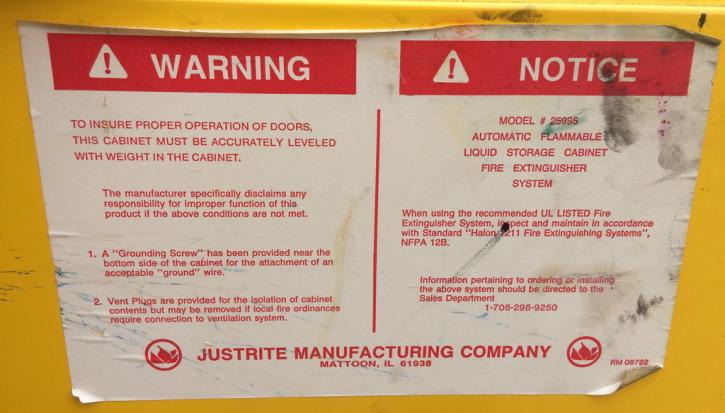 WARNING
TO INSURE PROPER OPERATION OF DOORS,
THIS CABINET MUST BE ACCURATELY LEVELED
WITH WEIGHT IN THE CABINET.
The manufacturer specifically disclaims any
responsibility for improper function of this
product if the above conditions are not met.
1. A "Grounding Screw" has been provided near the
bottom side of the cabinet for the attachment of an
acceptable "ground" wire.
2. Vent Plugs are provided for the isolation of cabinet
contents but may be removed if local fire ordinances
require connection to ventilation system.
NOTICE
MODEL # 25995
AUTOMATIC FLAMMABLE
LIQUID STORAGE CABINET
FIRE EXTINGUISHER
SYSTEM
When using the recommended UL LISTED Fire
Extinguisher System, inspect and maintain in accordance
with Standard "Halon 1211 Fire Extinguishing Systems",
NFPA 12B.
Information pertaining to ordering or installing
the above system should be directed to the
Sales Department
1-708-298-9250
JUSTRITE MANUFACTURING COMPANY
MATTOON, IL 61938
RM 08782